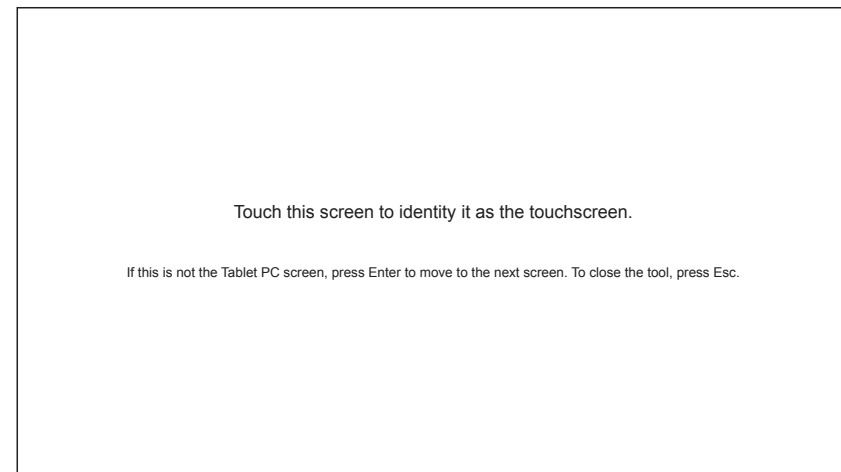 Touch this screen to identity it as the touchscreen.
If this is not the Tablet PC screen, press Enter to move to the next screen. To close the tool, press Esc.